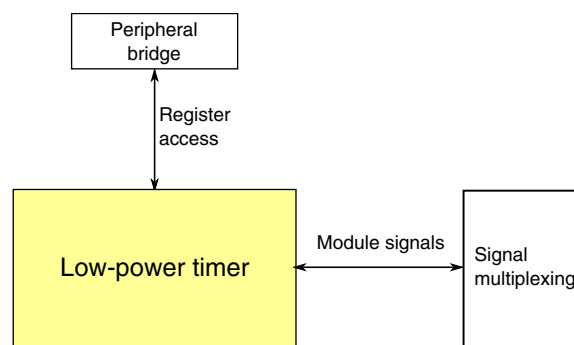 Peripheral
bridge
Register
access
Low-power timer
Module signals
Signal
multiplexing